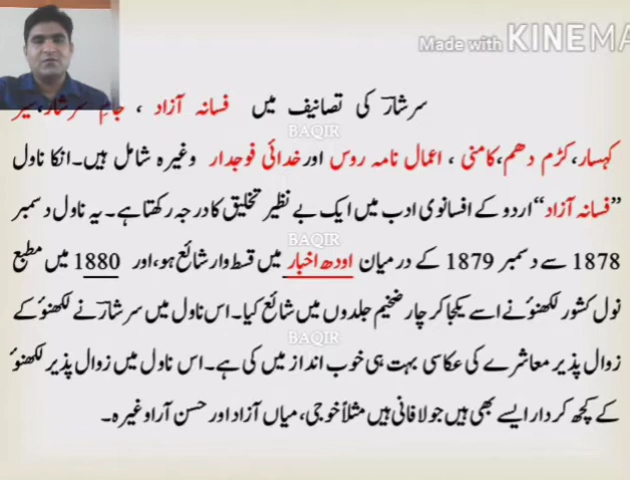 Made with KINEMA
سرشارؔ کی تصانیف میں فسانہ آزاد ، جامِ سرشار، سیر
BAQIR
کہسار، کڑم دھم، کامنی ، اعمال نامہ روس اور خدائی فوجدار وغیرہ شامل ہیں۔ انکا ناول
”فسانہ آزاد“ اردو کے افسانوی ادب میں ایک بے نظیر تخلیق کا درجہ رکھتا ہے۔ یہ ناول دسمبر
BAQIR
1878 سے دسمبر 1879 کے درمیان اودھ اخبار میں قسط وار شائع ہو، اور 1880 میں مطبع
نول کشور لکھنؤ نے اسے یکجا کر چار ضخیم جلدوں میں شائع کیا۔ اس ناول میں سرشارؔ نے لکھنؤ کے
BAQIR
زوال پذیر معاشرے کی عکاسی بہت ہی خوب انداز میں کی ہے۔ اس ناول میں زوال پذیر لکھنؤ
کے کچھ کردار ایسے بھی ہیں جو لافانی ہیں مثلاً خوجی، میاں آزاد اور حسن آرا وغیرہ۔